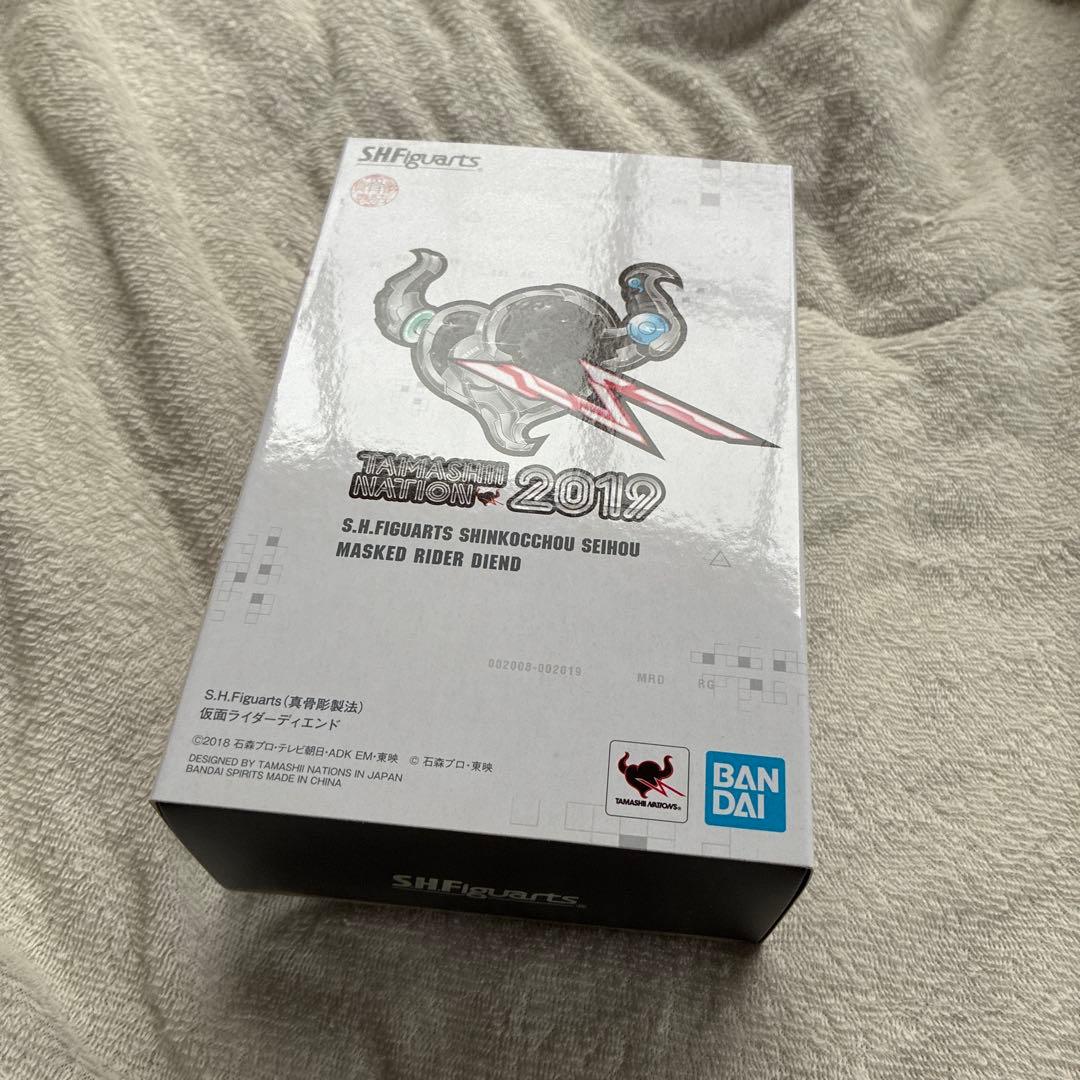 S.H.Figuarts
TAMASHII
NATION 2019
S.H.FIGUARTS SHINKOCCHOU SEIHOU
MASKED RIDER DIEND
002008-002019
MRD
RG
S.H.Figuarts（真骨彫製法）
仮面ライダーディエンド
©2018 石森プロ・テレビ朝日・ADK EM・東映 © 石森プロ・東映
DESIGNED BY TAMASHII NATIONS IN JAPAN
BANDAI SPIRITS MADE IN CHINA
TAMASHII NATIONS®
BAN
DAI
S.H.Figuarts